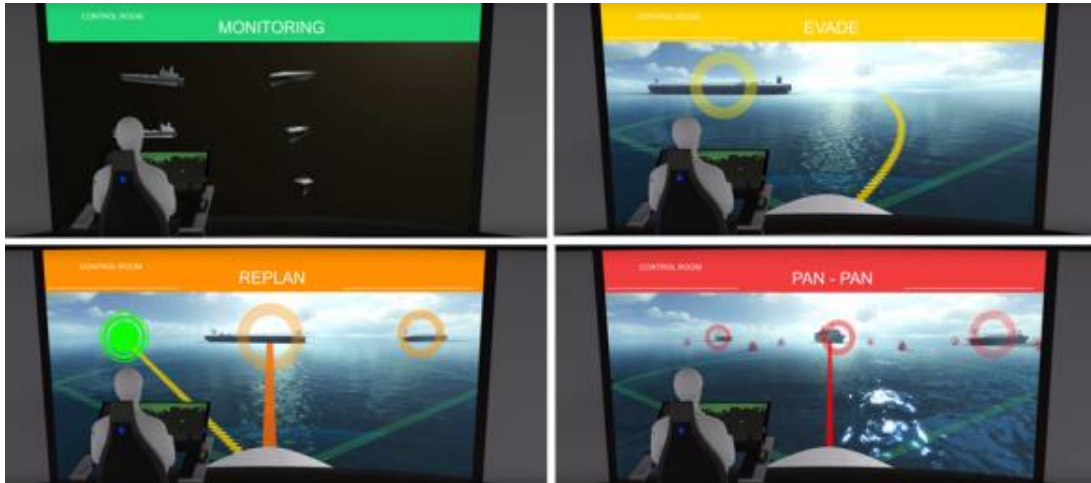 CONTROL ROOM
MONITORING
CONTROL ROOM
EVADE
CONTROL ROOM
REPLAN
CONTROL ROOM
PAN - PAN